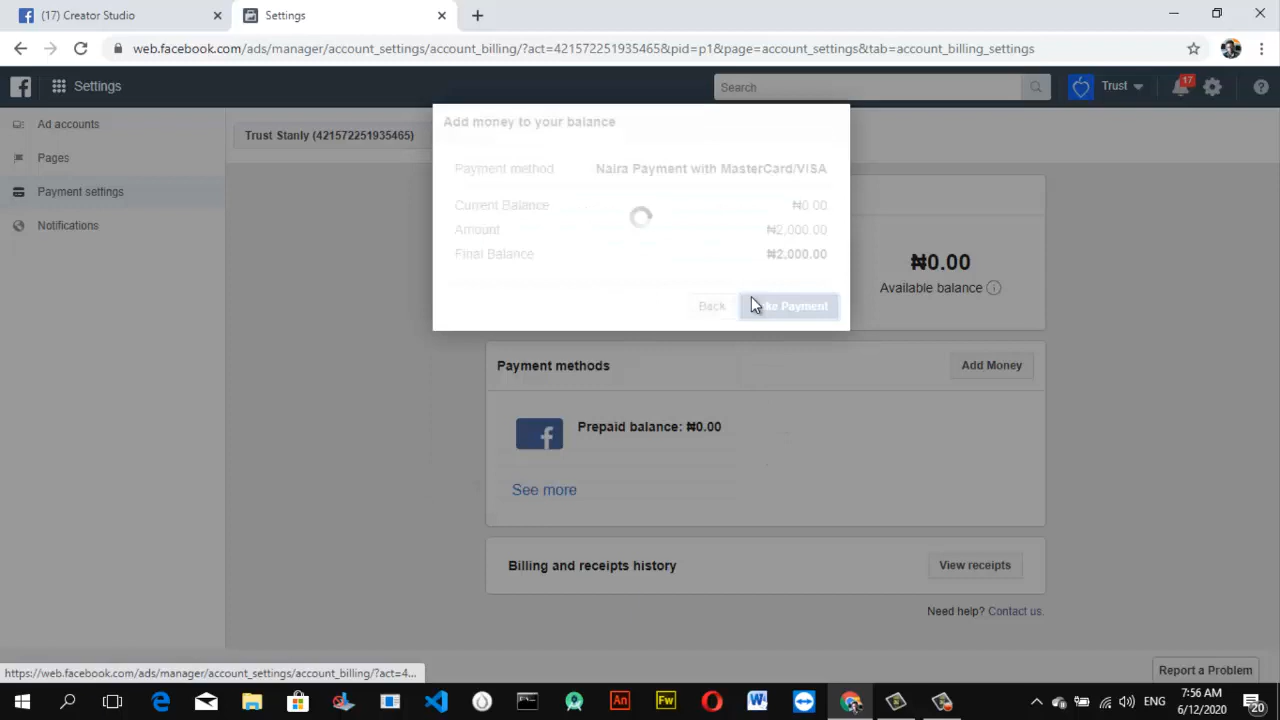 (17) Creator Studio
Settings
web.facebook.com/ads/manager/account_settings/account_billing/?act=421572251935465&pid=p1&page=account_settings&tab=account_billing_settings
Settings
Search
Trust
17
Ad accounts
Pages
Payment settings
Notifications
Trust Stanly (421572251935465)
Add money to your balance
Payment method Naira Payment with MasterCard/VISA
Current Balance ₦0.00
Amount ₦2,000.00
Final Balance ₦2,000.00
Back
Payment
₦0.00
Available balance
Payment methods
Add Money
Prepaid balance: ₦0.00
See more
Billing and receipts history
View receipts
Need help? Contact us.
Report a Problem
https://web.facebook.com/ads/manager/account_settings/account_billing/?act=4...
An
Fw
W
ENG
7:56 AM
6/12/2020
20